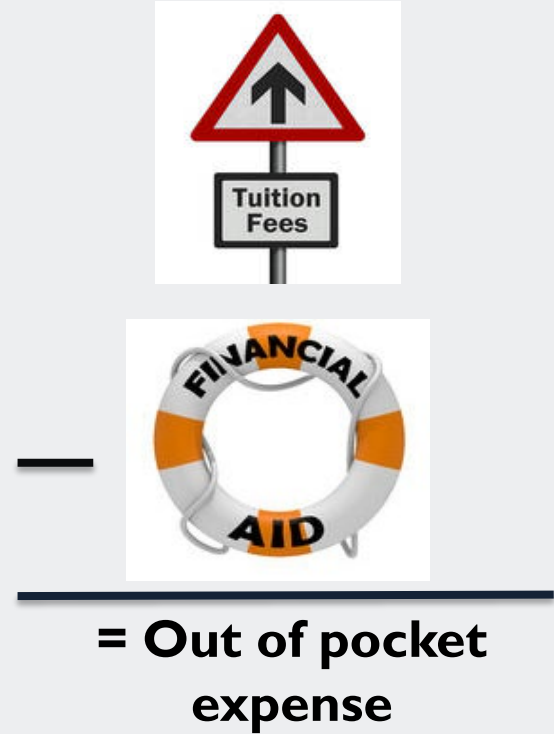 Tuition
Fees
FINANCIAL
AID
= Out of pocket
expense